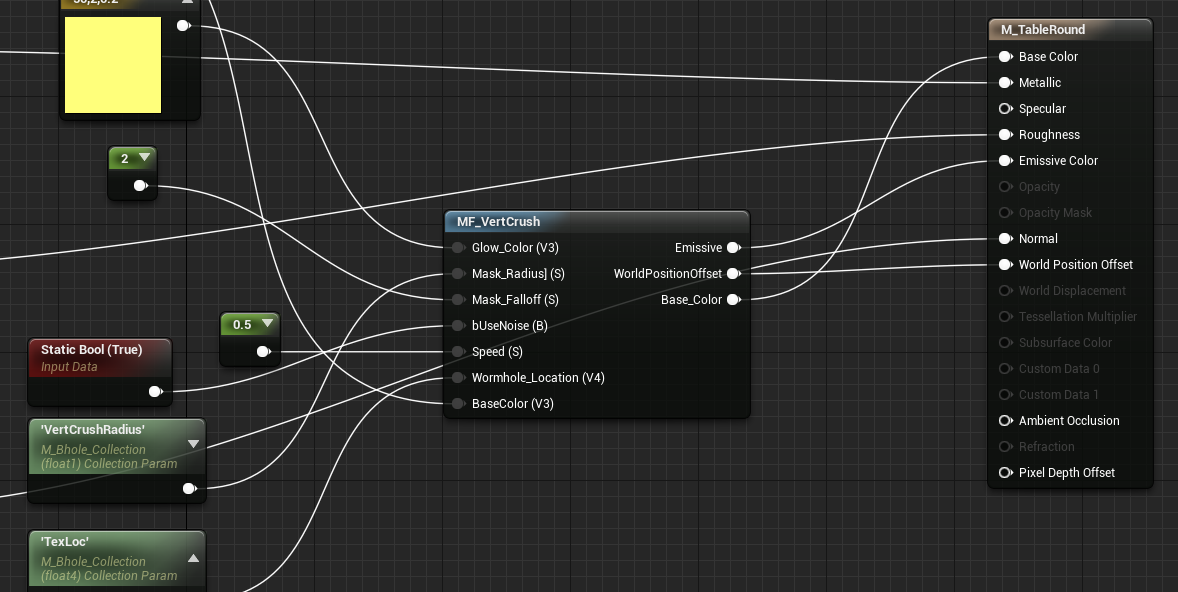 2
0.5
Static Bool (True)
Input Data
'VertCrushRadius'
M_Bhole_Collection
(float1) Collection Param
'TexLoc'
M_Bhole_Collection
(float4) Collection Param
MF_VertCrush
Glow_Color (V3)
Emissive
Mask_Radius] (S)
WorldPositionOffset
Mask_Falloff (S)
Base_Color
bUseNoise (B)
Speed (S)
Wormhole_Location (V4)
BaseColor (V3)
M_TableRound
Base Color
Metallic
Specular
Roughness
Emissive Color
Opacity
Opacity Mask
Normal
World Position Offset
World Displacement
Tessellation Multiplier
Subsurface Color
Custom Data 0
Custom Data 1
Ambient Occlusion
Refraction
Pixel Depth Offset